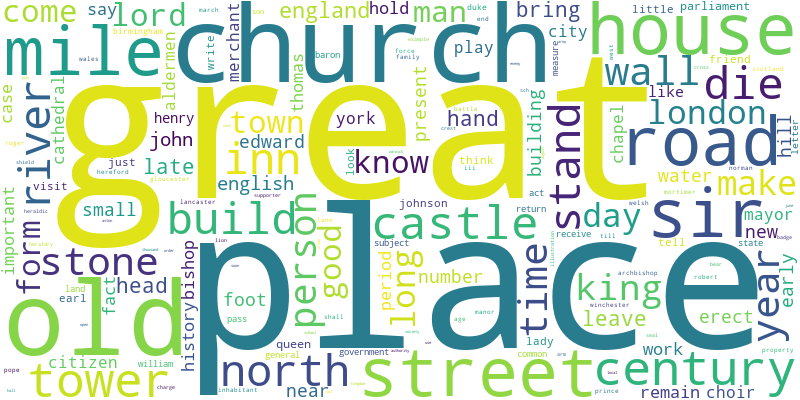 come say lord england hold man bring little parliament
birmingham march merchant city duke and house
mile church play friend
write baron force family measure wall die
wales case aldermen thomas present like london
river cathedral great road
henry york hand building chapel hill letter
roger town edward know look think stand water make
john inn
shield just late english act norman
important visit hereford gloucester iii welsh mortimer
small lancaster supporter johnson return day sir mayor
form build person castle receive till new badge
stone lion subject tell state
bishop good long number time archbishop king year early
land head period illustration robert
earl fact history foot place winchester leave erect
old pass shall age manor
queen lady work property
citizen william general government common century
pope tower north street prince remain choir
charge inhabitant near authority
hall